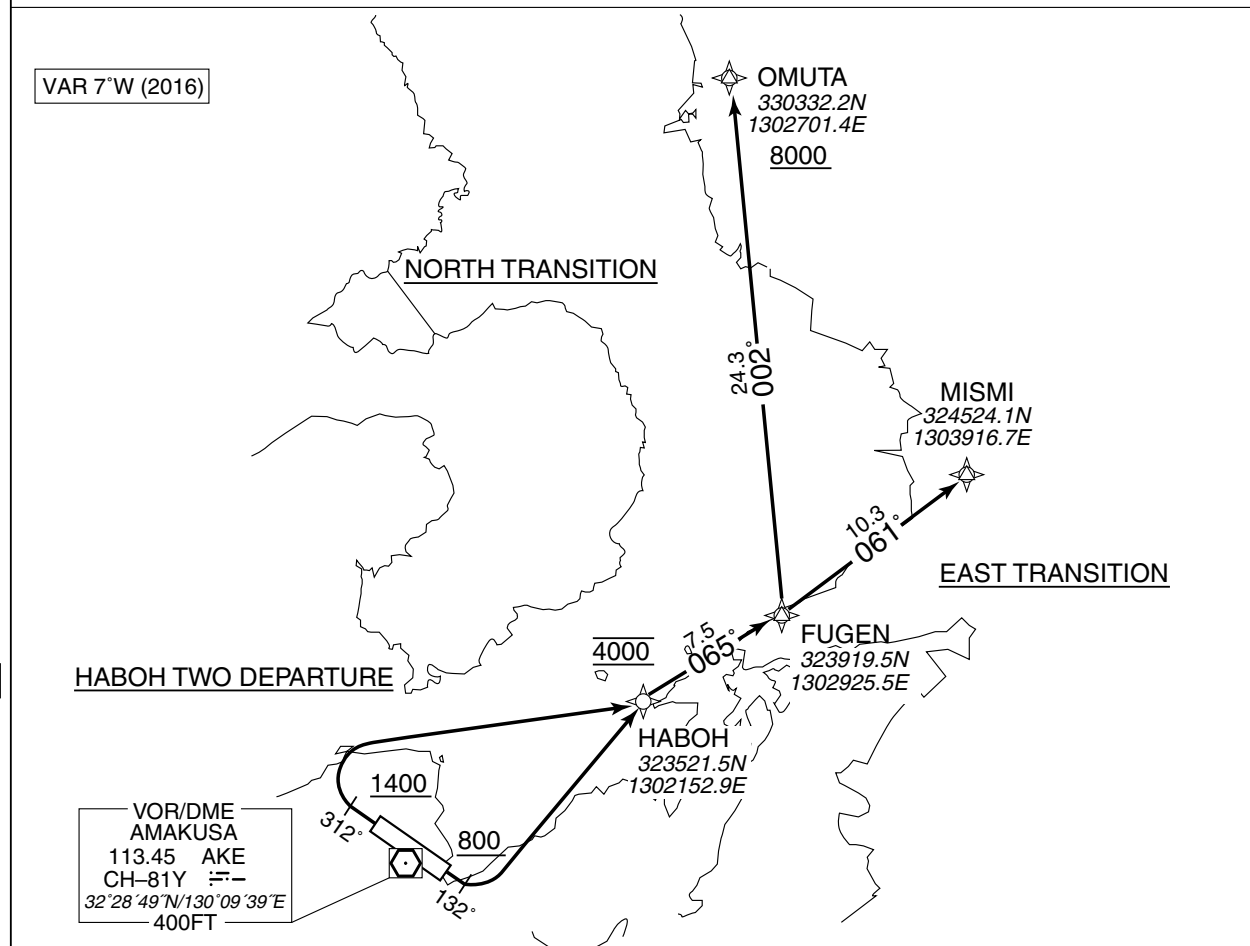 VAR 7°W (2016)
OMUTA
330332.2N
1302701.4E
8000
NORTH TRANSITION
24.3
002°
MISMI
324524.1N
1303916.7E
10.3
061°
EAST TRANSITION
FUGEN
323919.5N
1302925.5E
7.5
065°
4000
HABOH TWO DEPARTURE
HABOH
323521.5N
1302152.9E
1400
312°
800
132°
VOR/DME
AMAKUSA
113.45 AKE
CH–81Y
32°28´49˝N/130°09´39˝E
400FT